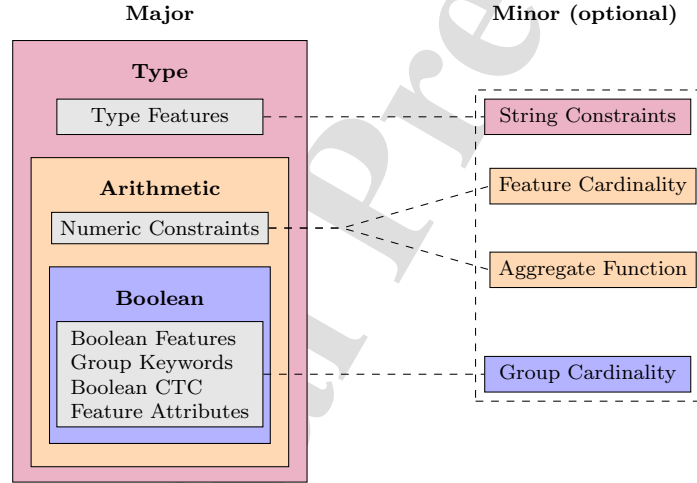 Major
Minor (optional)
Type
Type Features
String Constraints
Arithmetic
Feature Cardinality
Numeric Constraints
Aggregate Function
Boolean
Boolean Features
Group Keywords
Boolean CTC
Feature Attributes
Group Cardinality